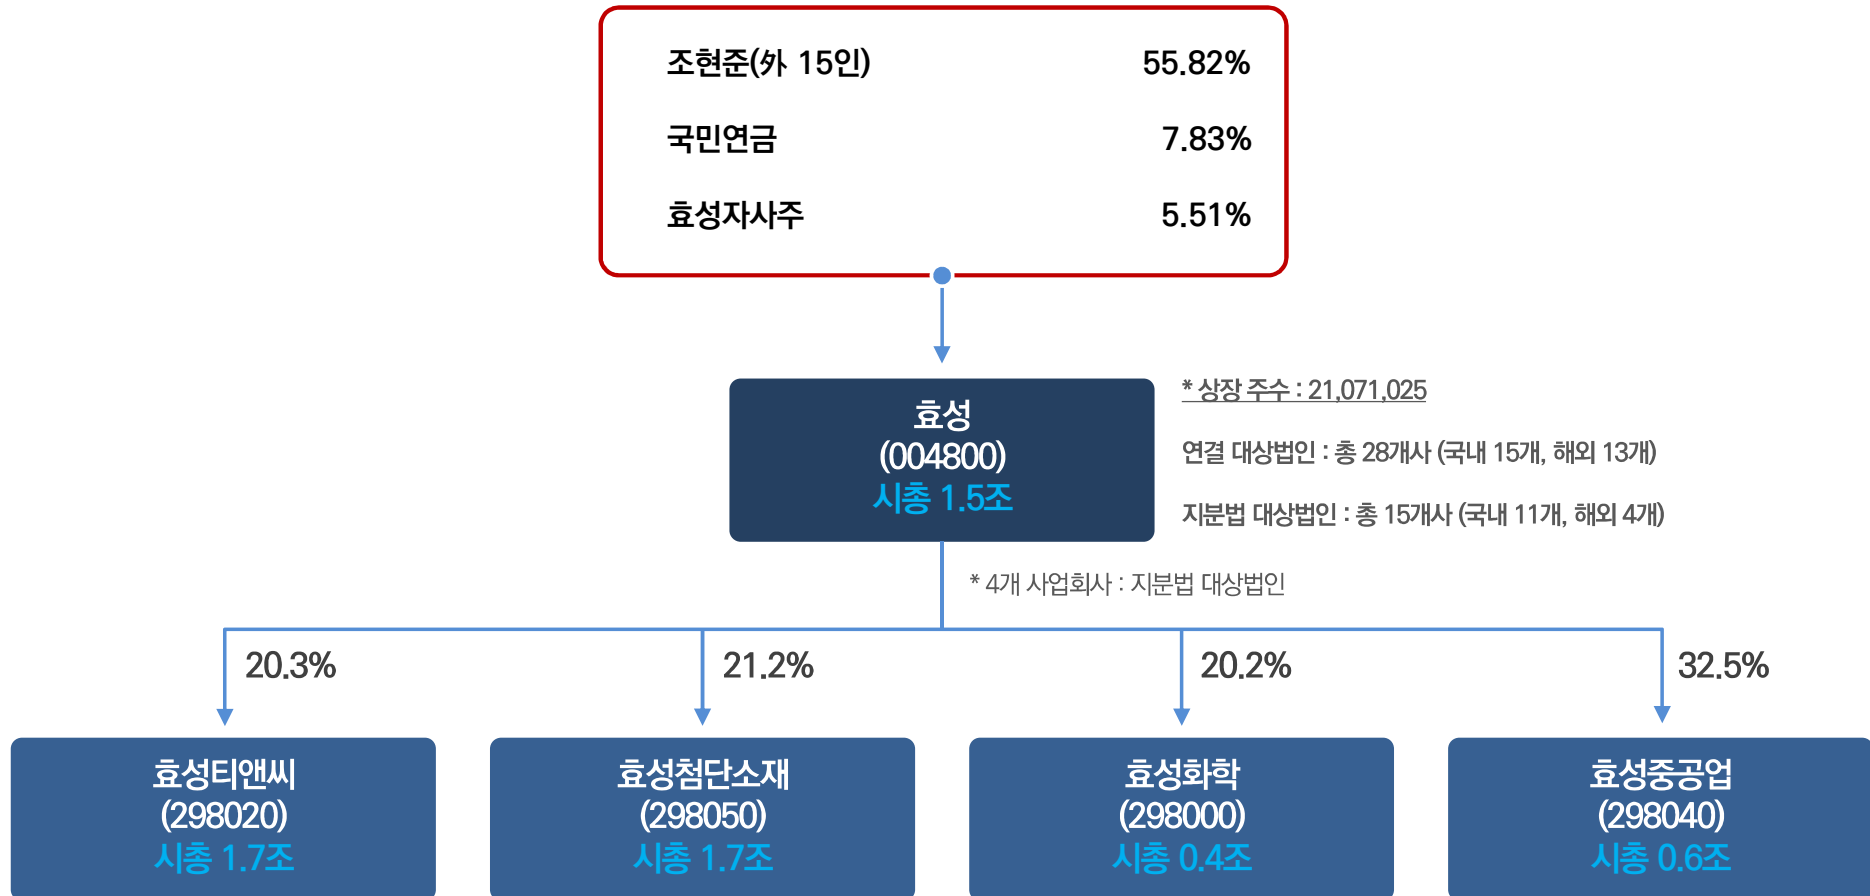 조현준(外 15인) 55.82%
국민연금 7.83%
효성자사주 5.51%
효성
(004800)
시총 1.5조
* 상장 주수 : 21,071,025
연결 대상법인 : 총 28개사 (국내 15개, 해외 13개)
지분법 대상법인 : 총 15개사 (국내 11개, 해외 4개)
* 4개 사업회사 : 지분법 대상법인
20.3% 21.2% 20.2% 32.5%
효성티앤씨
(298020)
시총 1.7조
효성첨단소재
(298050)
시총 1.7조
효성화학
(298000)
시총 0.4조
효성중공업
(298040)
시총 0.6조